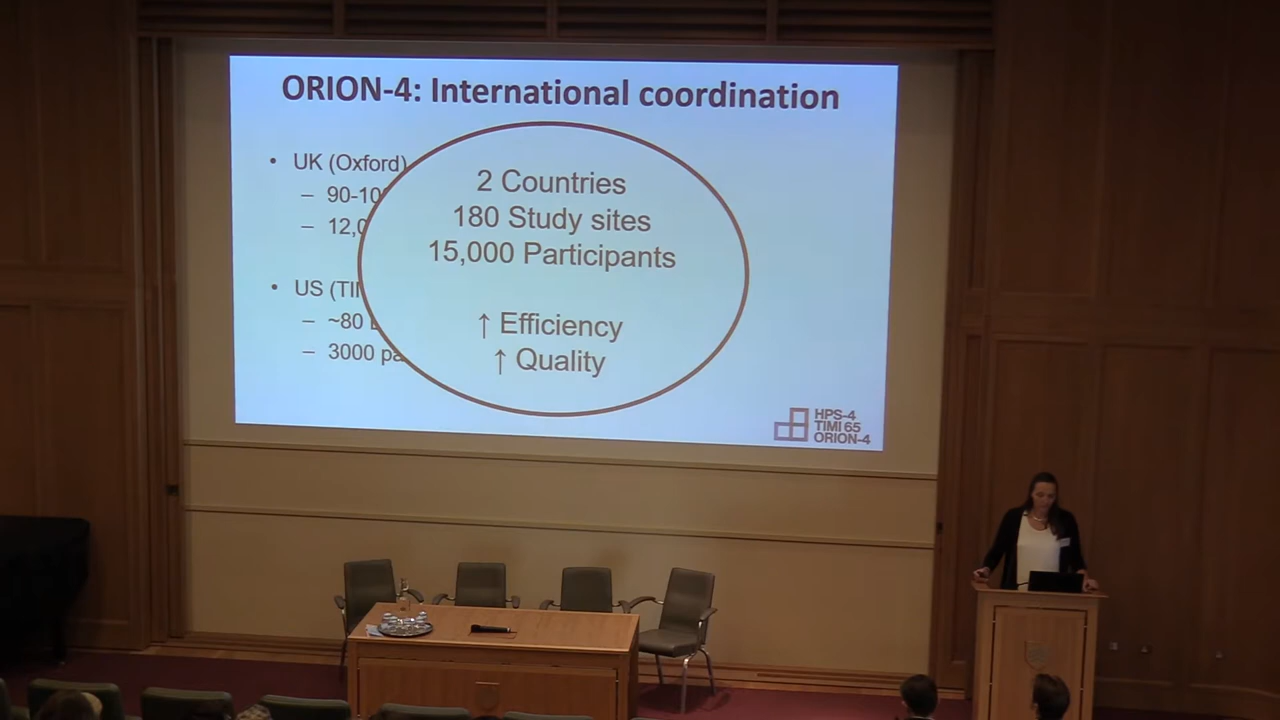 ORION-4: International coordination
• UK (Oxford)
– 90-10
– 12,0
• US (TI
– ~80
– 3000 pa
2 Countries
180 Study sites
15,000 Participants
↑ Efficiency
↑ Quality
HPS-4
TIMI 65
ORION-4